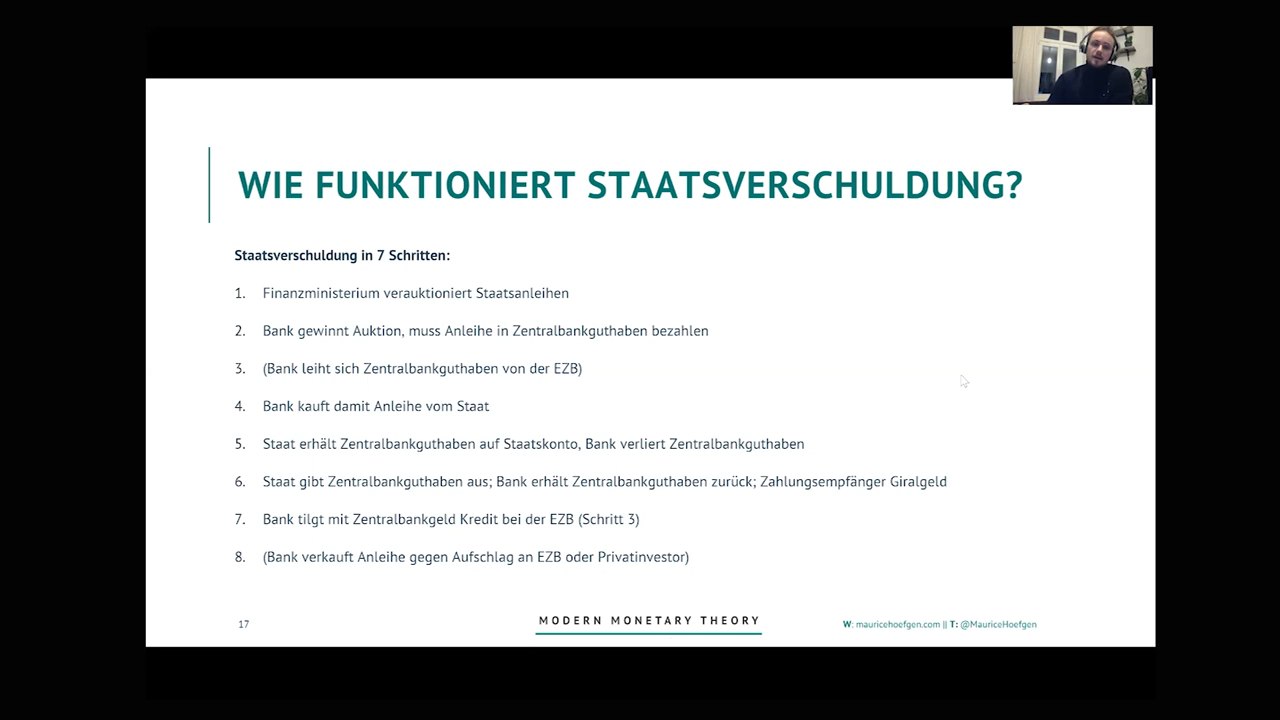 WIE FUNKTIONIERT STAATSVERSCHULDUNG?
Staatsverschuldung in 7 Schritten:
1. Finanzministerium verauktioniert Staatsanleihen
2. Bank gewinnt Auktion, muss Anleihe in Zentralbankguthaben bezahlen
3. (Bank leiht sich Zentralbankguthaben von der EZB)
4. Bank kauft damit Anleihe vom Staat
5. Staat erhält Zentralbankguthaben auf Staatskonto, Bank verliert Zentralbankguthaben
6. Staat gibt Zentralbankguthaben aus; Bank erhält Zentralbankguthaben zurück; Zahlungsempfänger Giralgeld
7. Bank tilgt mit Zentralbankgeld Kredit bei der EZB (Schritt 3)
8. (Bank verkauft Anleihe gegen Aufschlag an EZB oder Privatinvestor)
17
MODERN MONETARY THEORY
W: mauricehoefgen.com || T: @MauriceHoefgen